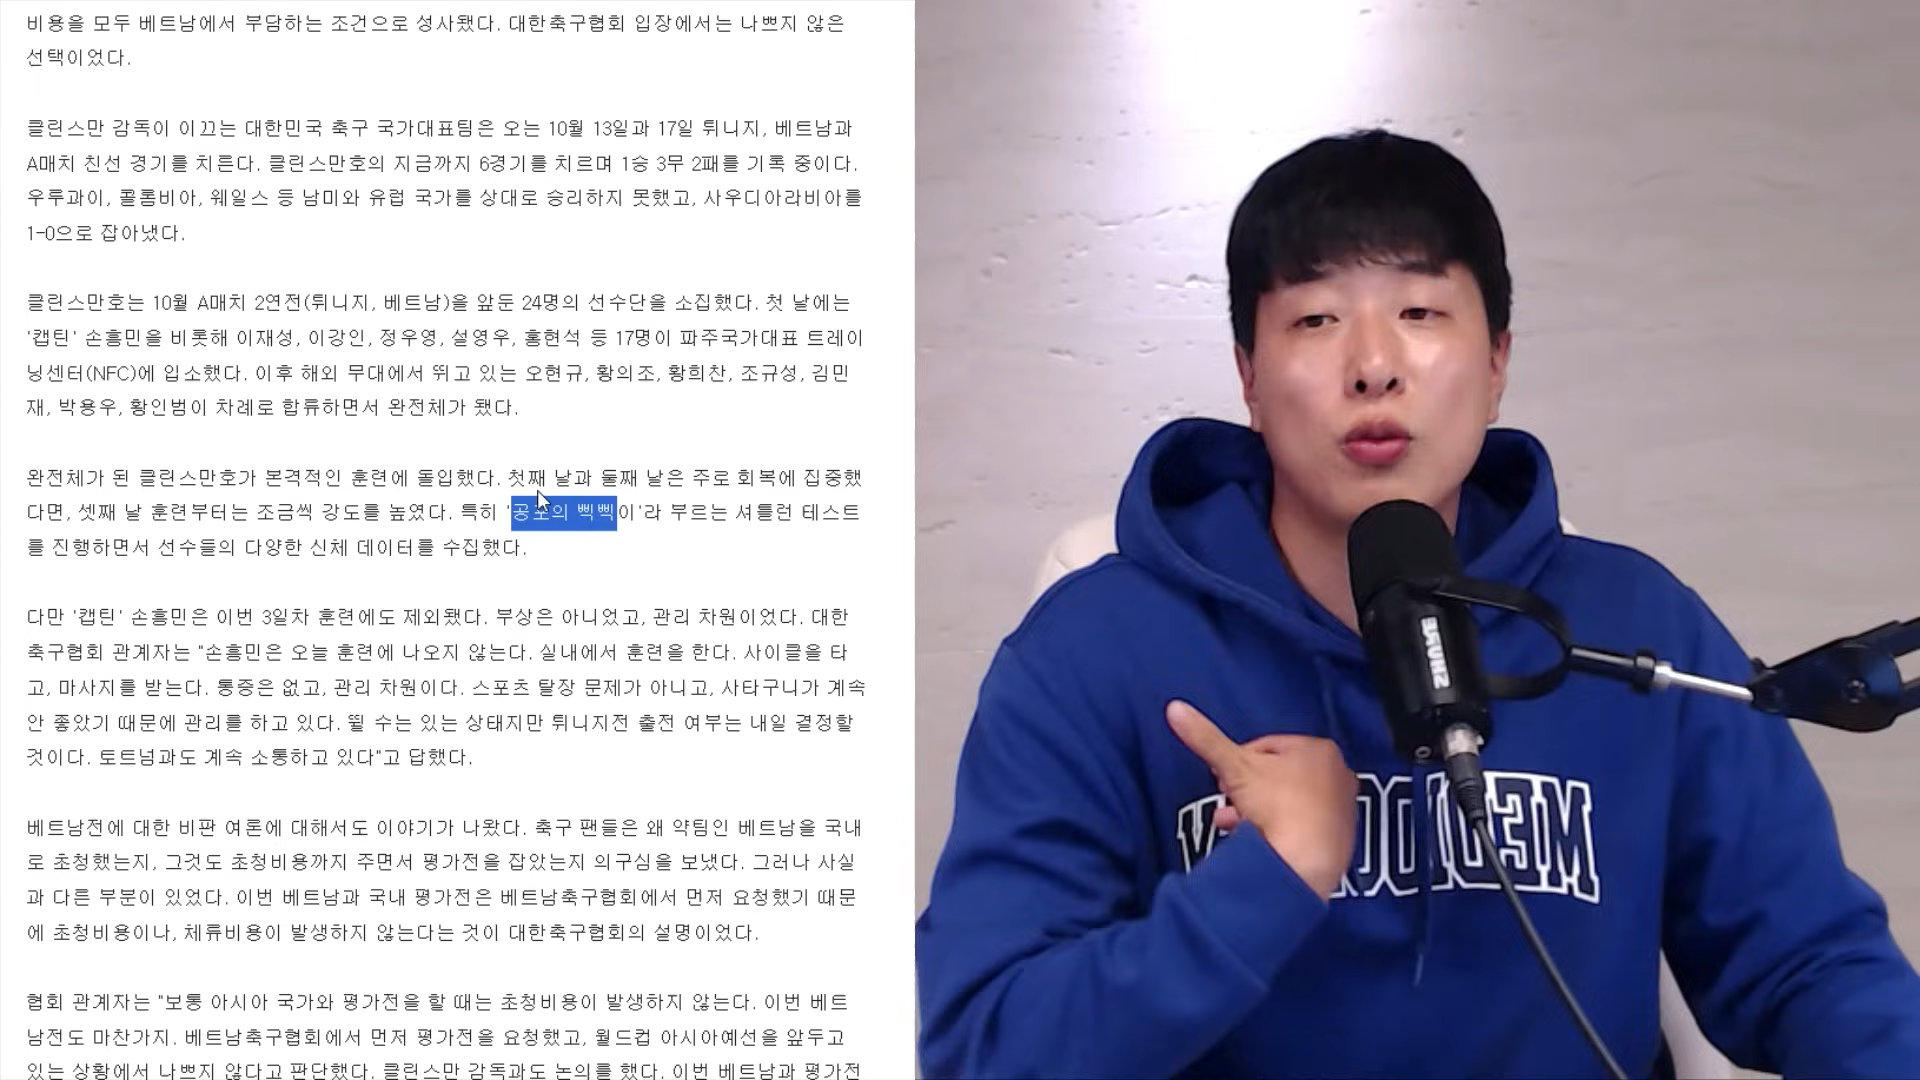 비용을 모두 베트남에서 부담하는 조건으로 성사됐다. 대한축구협회 입장에서는 나쁘지 않은
선택이었다.
클린스만 감독이 이끄는 대한민국 축구 국가대표팀은 오는 10월 13일과 17일 튀니지, 베트남과
A매치 친선 경기를 치른다. 클린스만호의 지금까지 6경기를 치르며 1승 3무 2패를 기록 중이다.
우루과이, 콜롬비아, 웨일스 등 남미와 유럽 국가를 상대로 승리하지 못했고, 사우디아라비아를
1-0으로 잡아냈다.
클린스만호는 10월 A매치 2연전(튀니지, 베트남)을 앞둔 24명의 선수단을 소집했다. 첫 날에는
'캡틴' 손흥민을 비롯해 이재성, 이강인, 정우영, 설영우, 홍현석 등 17명이 파주국가대표 트레이
닝센터(NFC)에 입소했다. 이후 해외 무대에서 뛰고 있는 오현규, 황의조, 황희찬, 조규성, 김민
재, 박용우, 황인범이 차례로 합류하면서 완전체가 됐다.
완전체가 된 클린스만호가 본격적인 훈련에 돌입했다. 첫째 날과 둘째 날은 주로 회복에 집중했
다면, 셋째 날 훈련부터는 조금씩 강도를 높였다. 특히 '공포의 삑삑이'라 부르는 셔틀런 테스트
를 진행하면서 선수들의 다양한 신체 데이터를 수집했다.
다만 '캡틴' 손흥민은 이번 3일차 훈련에도 제외됐다. 부상은 아니었고, 관리 차원이었다. 대한
축구협회 관계자는 "손흥민은 오늘 훈련에 나오지 않는다. 실내에서 훈련을 한다. 사이클을 타
고, 마사지를 받는다. 통증은 없고, 관리 차원이다. 스포츠 탈장 문제가 아니고, 사타구니가 계속
안 좋았기 때문에 관리를 하고 있다. 뛸 수는 있는 상태지만 튀니지전 출전 여부는 내일 결정할
것이다. 토트넘과도 계속 소통하고 있다"고 답했다.
베트남전에 대한 비판 여론에 대해서도 이야기가 나왔다. 축구 팬들은 왜 약팀인 베트남을 국내
로 초청했는지, 그것도 초청비용까지 주면서 평가전을 잡았는지 의구심을 보냈다. 그러나 사실
과 다른 부분이 있었다. 이번 베트남과 국내 평가전은 베트남축구협회에서 먼저 요청했기 때문
에 초청비용이나, 체류비용이 발생하지 않는다는 것이 대한축구협회의 설명이었다.
협회 관계자는 "보통 아시아 국가와 평가전을 할 때는 초청비용이 발생하지 않는다. 이번 베트
남전도 마찬가지. 베트남축구협회에서 먼저 평가전을 요청했고, 월드컵 아시아예선을 앞두고
있는 상황에서 나쁘지 않다고 판단했다. 클린스만 감독과도 논의를 했다. 이번 베트남과 평가전